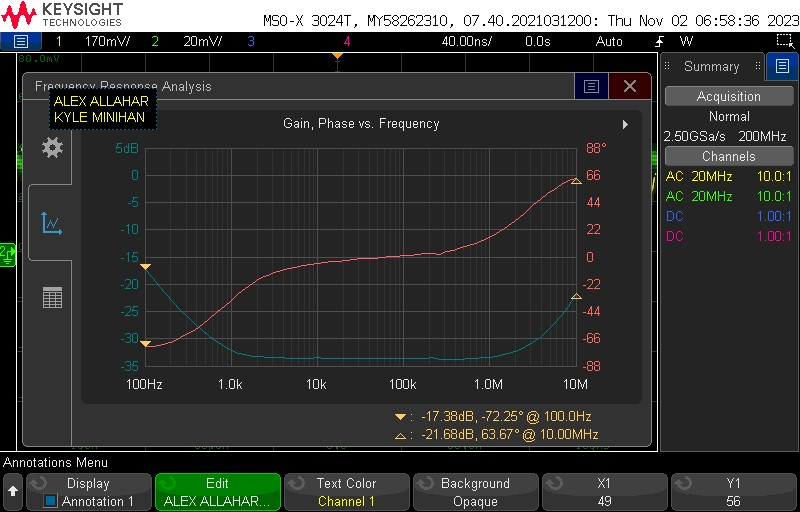 KEYSIGHT
TECHNOLOGIES
MSO-X 3024T, MY58262310, 07.40.2021031200: Thu Nov 02 06:58:36 2023
1 170mV/ 2 20mV/ 3 4 40.00ns/ 0.0s Auto W
80.0mV
Frequency Response Analysis
ALEX ALLAHAR
KYLE MINIHAN
Gain, Phase vs. Frequency
5dB 88°
0 66
-5 44
-10 22
-15 0
-20 -22
-25 -44
-30 -66
-35 -88
100Hz 1.0k 10k 100k 1.0M 10M
: -17.38dB, -72.25° @ 100.0Hz
: -21.68dB, 63.67° @ 10.00MHz
2
Summary
Acquisition
Normal
2.50GSa/s 200MHz
Channels
AC 20MHz 10.0:1
AC 20MHz 10.0:1
DC 1.00:1
DC 1.00:1
Annotations Menu
Display
Annotation 1
Edit
ALEX ALLAHAR...
Text Color
Channel 1
Background
Opaque
X1
49
Y1
56